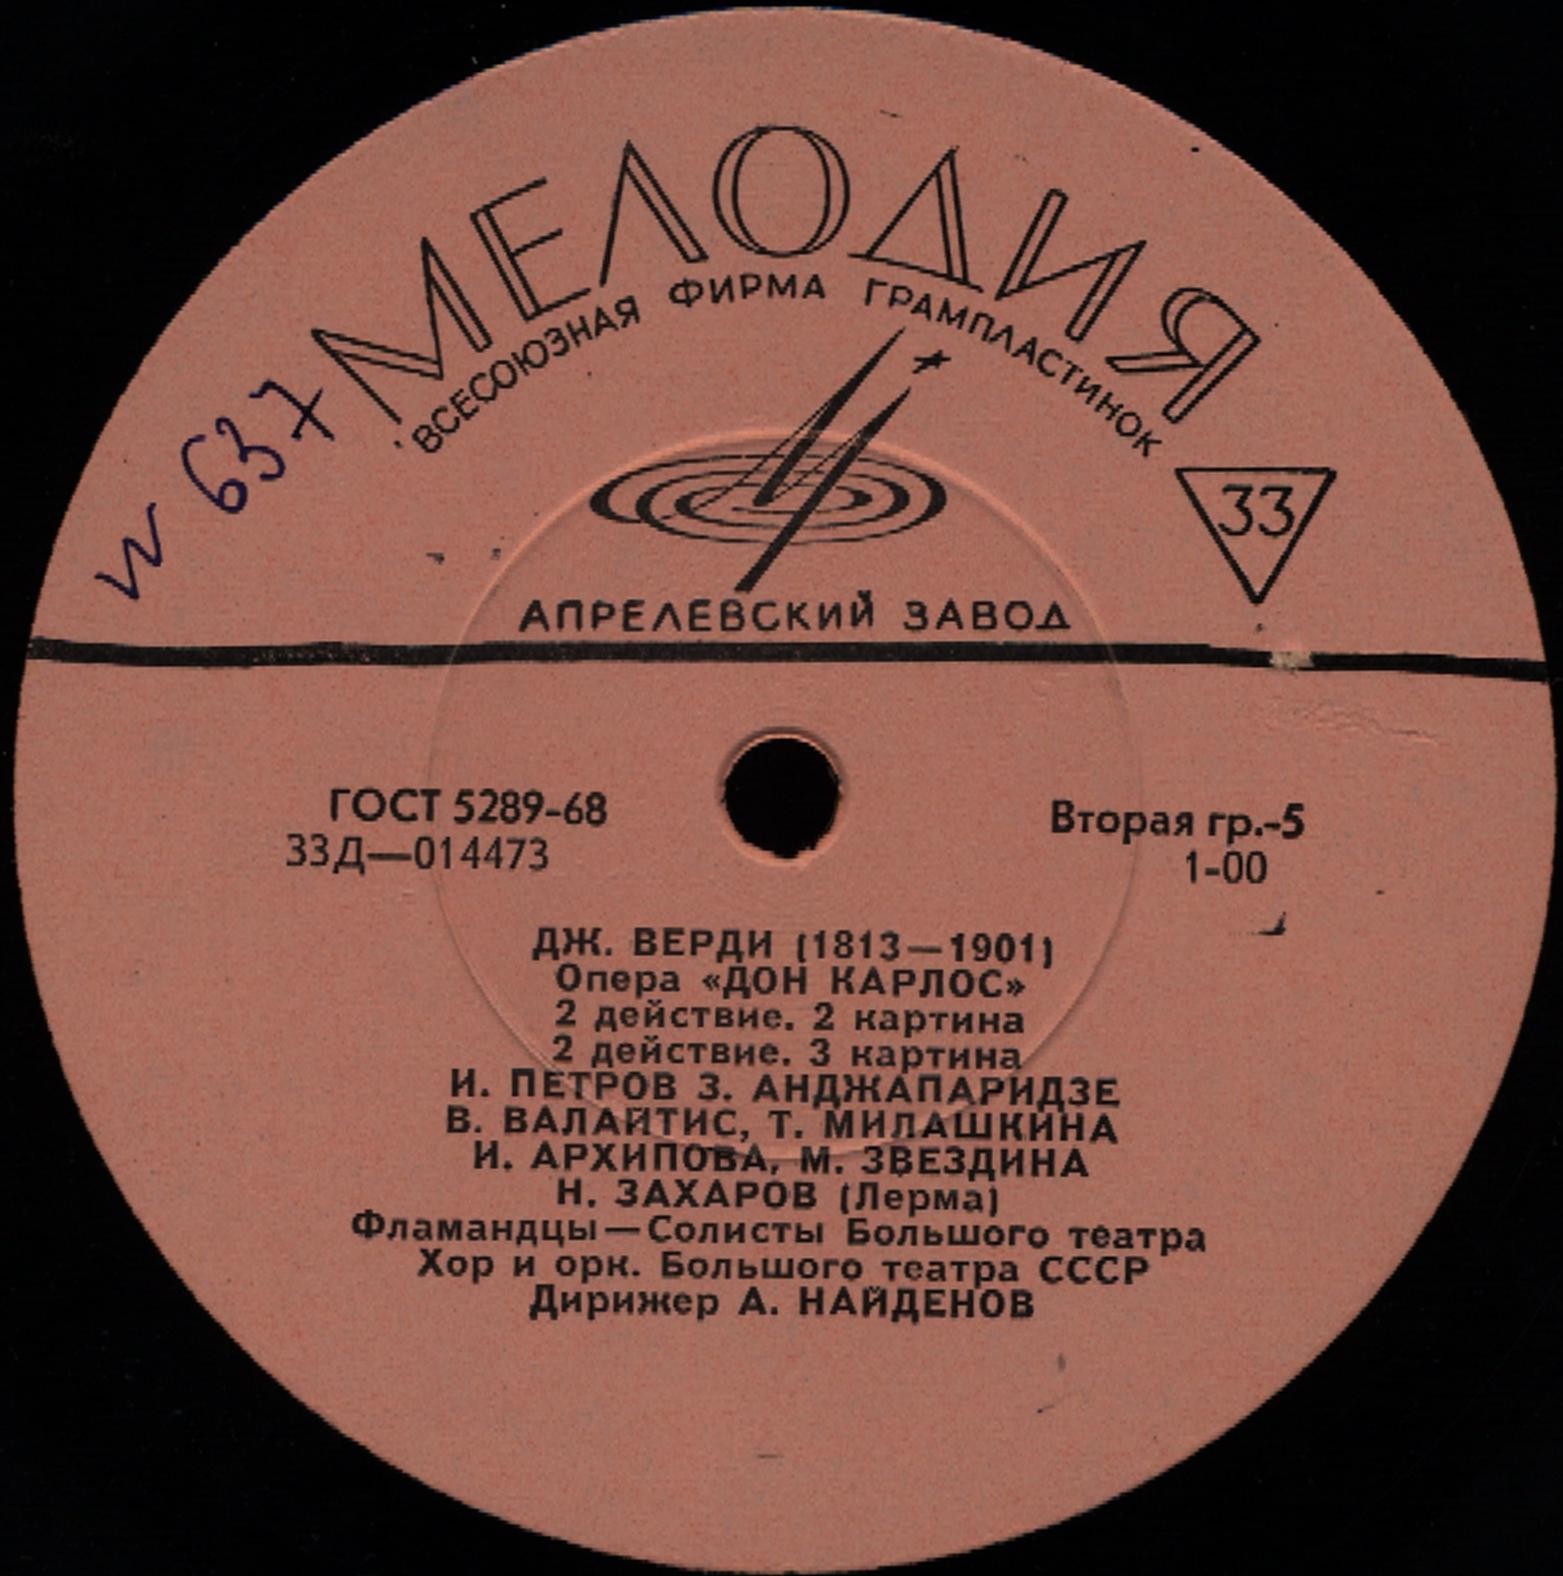 МЕЛОДИЯ
ВСЕСОЮЗНАЯ ФИРМА ГРАМПЛАСТИНОК
637
33
АПРЕЛЕВСКИЙ ЗАВОД
ГОСТ 5289-68
33Д—014473
Вторая гр.-5
1-00
ДЖ. ВЕРДИ (1813—1901)
Опера «ДОН КАРЛОС»
2 действие. 2 картина
2 действие. 3 картина
И. ПЕТРОВ З. АНДЖАПАРИДЗЕ
В. ВАЛАЙТИС, Т. МИЛАШКИНА
И. АРХИПОВА, М. ЗВЕЗДИНА
Н. ЗАХАРОВ (Лерма)
Фламандцы—Солисты Большого театра
Хор и орк. Большого театра СССР
Дирижер А. НАЙДЕНОВ